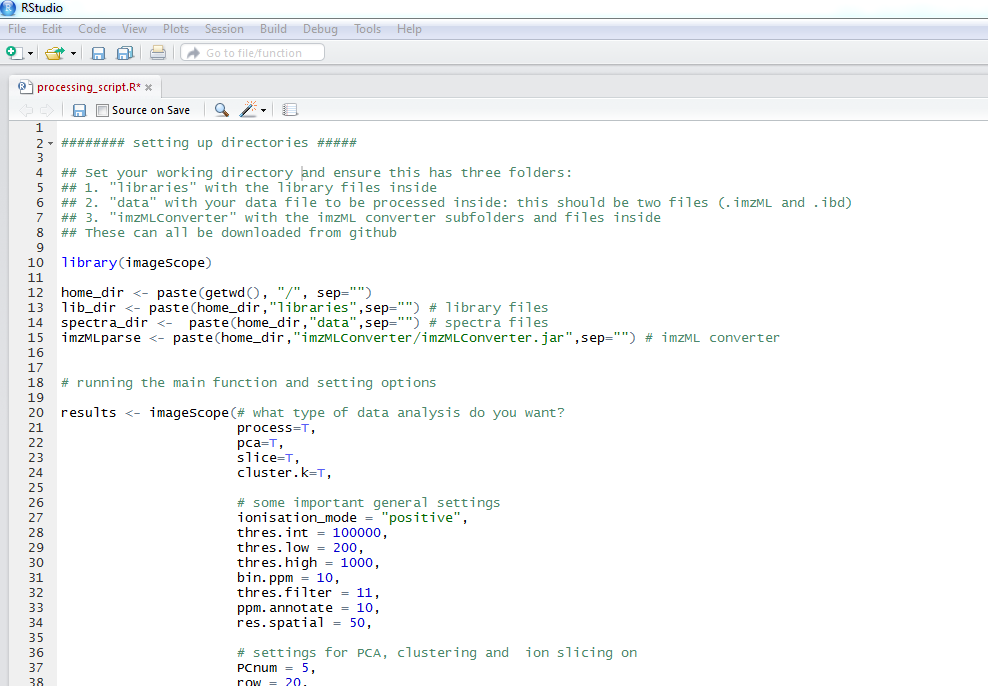 RStudio
File Edit Code View Plots Session Build Debug Tools Help
Go to file/function
processing_script.R*
Source on Save
1
2 ######## setting up directories #####
3
4 ## Set your working directory and ensure this has three folders:
5 ## 1. "libraries" with the library files inside
6 ## 2. "data" with your data file to be processed inside: this should be two files (.imzML and .ibd)
7 ## 3. "imzMLConverter" with the imzML converter subfolders and files inside
8 ## These can all be downloaded from github
9
10 library(imageScope)
11
12 home_dir <- paste(getwd(), "/", sep="")
13 lib_dir <- paste(home_dir,"libraries",sep="") # library files
14 spectra_dir <-  paste(home_dir,"data",sep="") # spectra files
15 imzMLparse <- paste(home_dir,"imzMLConverter/imzMLConverter.jar",sep="") # imzML converter
16
17
18 # running the main function and setting options
19
20 results <- imageScope(# what type of data analysis do you want?
21 process=T,
22 pca=T,
23 slice=T,
24 cluster.k=T,
25
26 # some important general settings
27 ionisation_mode = "positive",
28 thres.int = 100000,
29 thres.low = 200,
30 thres.high = 1000,
31 bin.ppm = 10,
32 thres.filter = 11,
33 ppm.annotate = 10,
34 res.spatial = 50,
35
36 # settings for PCA, clustering and  ion slicing on
37 PCnum = 5,
38 row = 20,